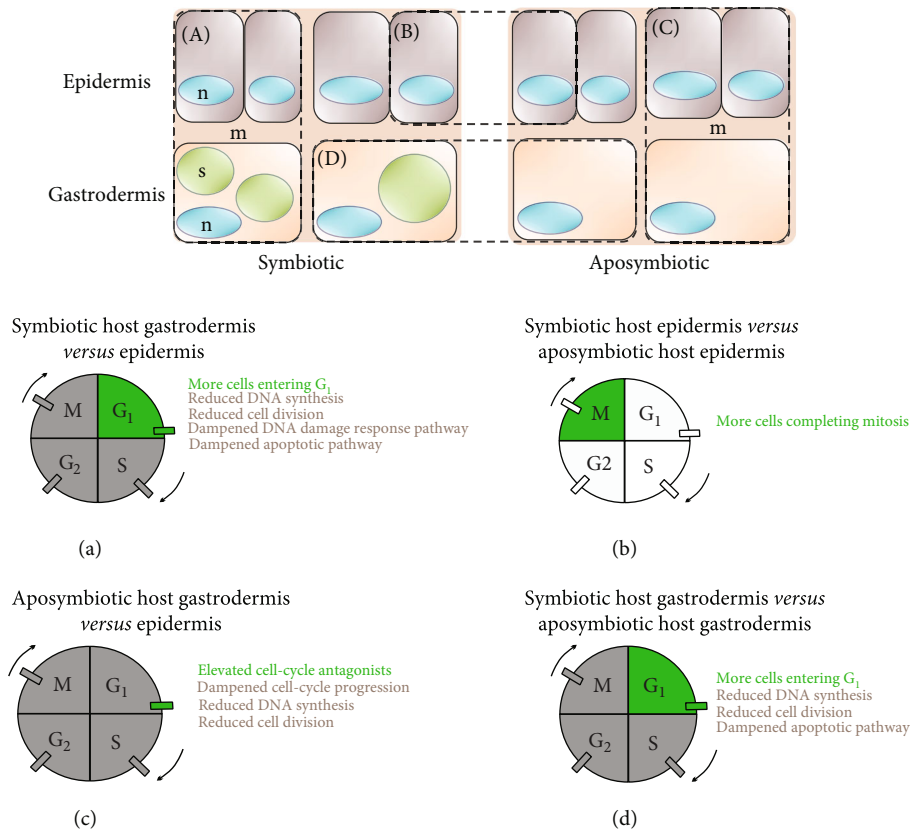 (A)
(B)
(C)
Epidermis
n
m
m
(D)
s
Gastrodermis
n
Symbiotic
Aposymbiotic
Symbiotic host gastrodermis
versus epidermis
M
G1
G2
S
More cells entering G1
Reduced DNA synthesis
Reduced cell division
Dampened DNA damage response pathway
Dampened apoptotic pathway
(a)
Symbiotic host epidermis versus
aposymbiotic host epidermis
M
G1
G2
S
More cells completing mitosis
(b)
Aposymbiotic host gastrodermis
versus epidermis
M
G1
G2
S
Elevated cell-cycle antagonists
Dampened cell-cycle progression
Reduced DNA synthesis
Reduced cell division
(c)
Symbiotic host gastrodermis versus
aposymbiotic host gastrodermis
M
G1
G2
S
More cells entering G1
Reduced DNA synthesis
Reduced cell division
Dampened apoptotic pathway
(d)